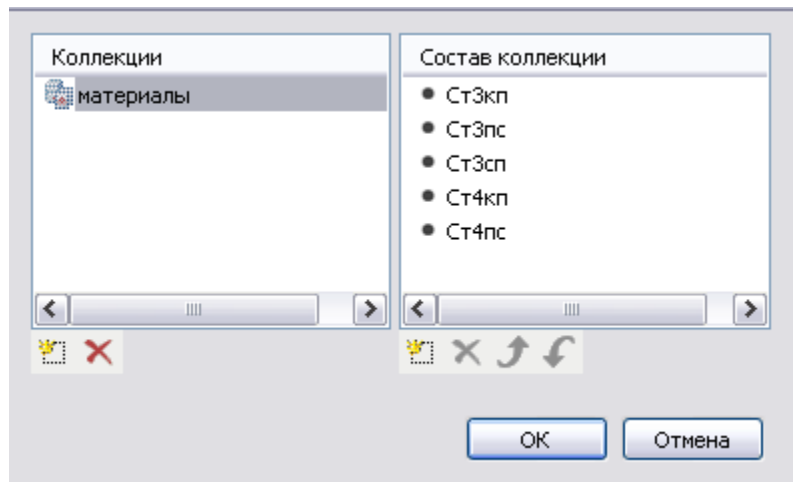 Коллекции
материалы
Состав коллекции
Ст3кп
Ст3пс
Ст3сп
Ст4кп
Ст4пс
ОК
Отмена